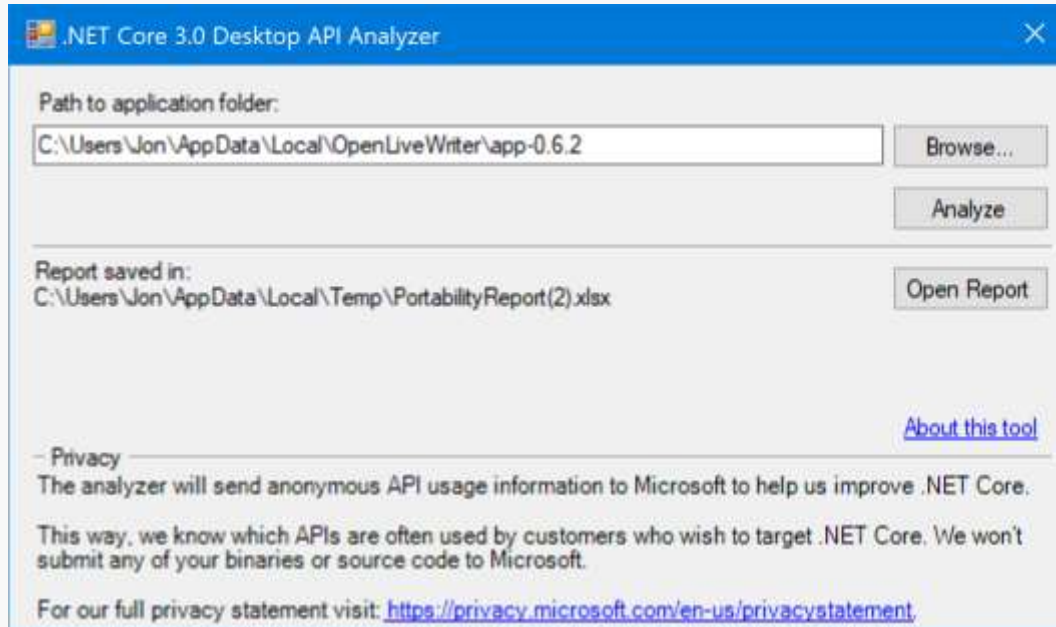 .NET Core 3.0 Desktop API Analyzer
Path to application folder:
C:\Users\Jon\AppData\Local\OpenLiveWriter\app-0.6.2
Browse...
Analyze
Report saved in:
C:\Users\Jon\AppData\Local\Temp\PortabilityReport(2).xlsx
Open Report
About this tool
Privacy
The analyzer will send anonymous API usage information to Microsoft to help us improve .NET Core.
This way, we know which APIs are often used by customers who wish to target .NET Core. We won't
submit any of your binaries or source code to Microsoft.
For our full privacy statement visit: https://privacy.microsoft.com/en-us/privacystatement.